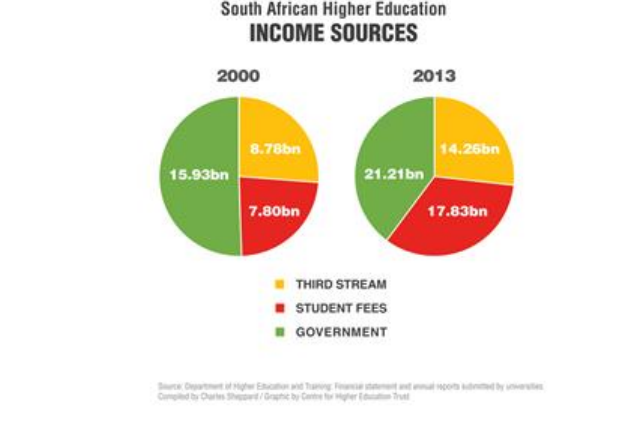 South African Higher Education
INCOME SOURCES
2000
2013
8.78bn
15.93bn
7.80bn
14.26bn
21.21bn
17.83bn
THIRD STREAM
STUDENT FEES
GOVERNMENT
Source: Department of Higher Education and Training: Financial statement and annual reports submitted by universities
Compiled by Charles Sheppard / Graphic by Centre for Higher Education Trust